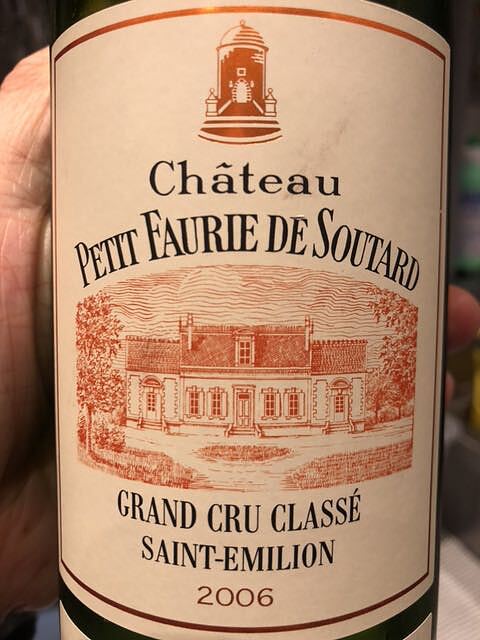 Château
PETIT FAURIE DE SOUTARD
GRAND CRU CLASSÉ
SAINT-EMILION
2006